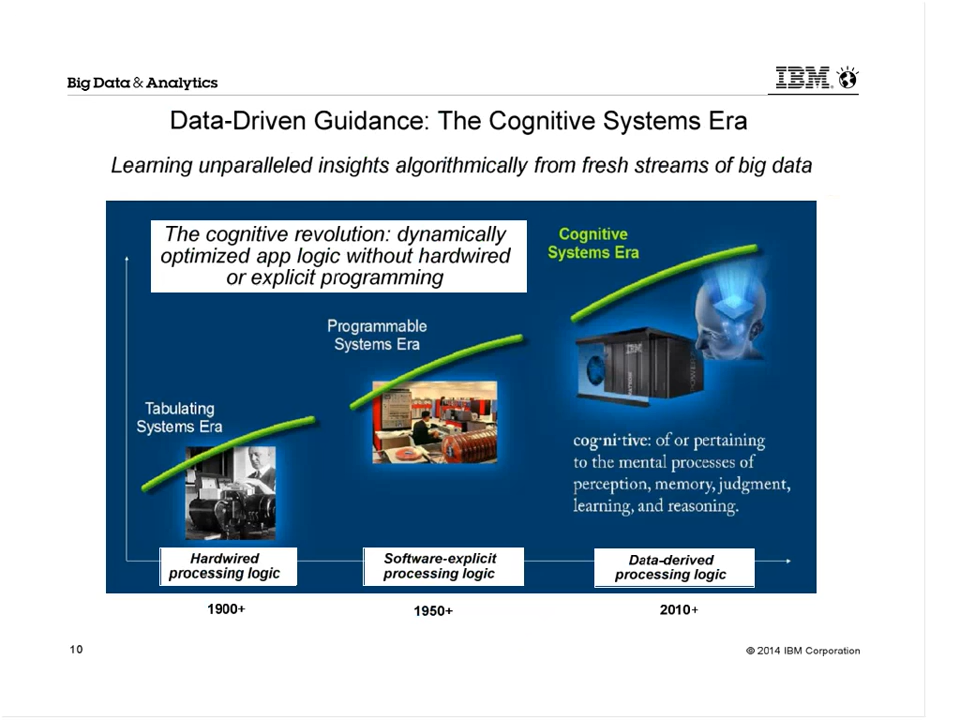 Big Data & Analytics
IBM
Data-Driven Guidance: The Cognitive Systems Era
Learning unparalleled insights algorithmically from fresh streams of big data
The cognitive revolution: dynamically
optimized app logic without hardwired
or explicit programming
Cognitive
Systems Era
Programmable
Systems Era
Tabulating
Systems Era
IBM
cog·ni·tive: of or pertaining
to the mental processes of
perception, memory, judgment,
learning, and reasoning.
Hardwired
processing logic
Software-explicit
processing logic
Data-derived
processing logic
1900+
1950+
2010+
10
© 2014 IBM Corporation